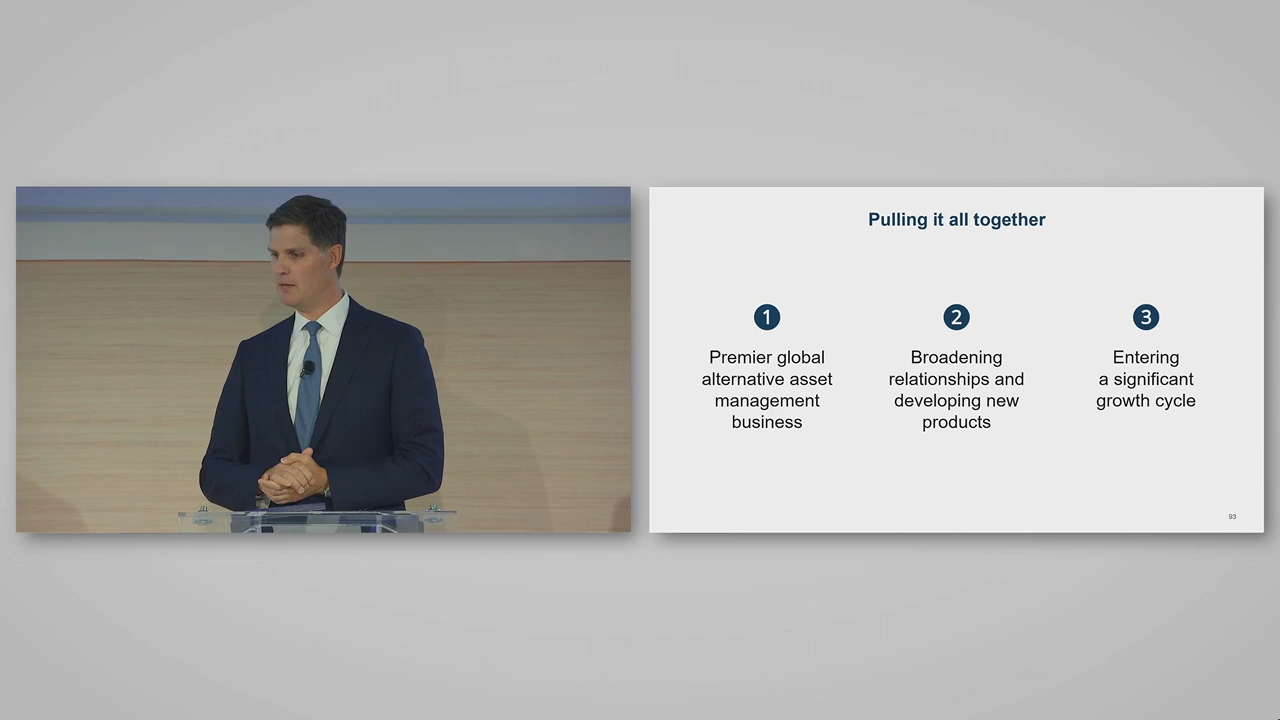 Pulling it all together
1
Premier global
alternative asset
management
business
2
Broadening
relationships and
developing new
products
3
Entering
a significant
growth cycle
93